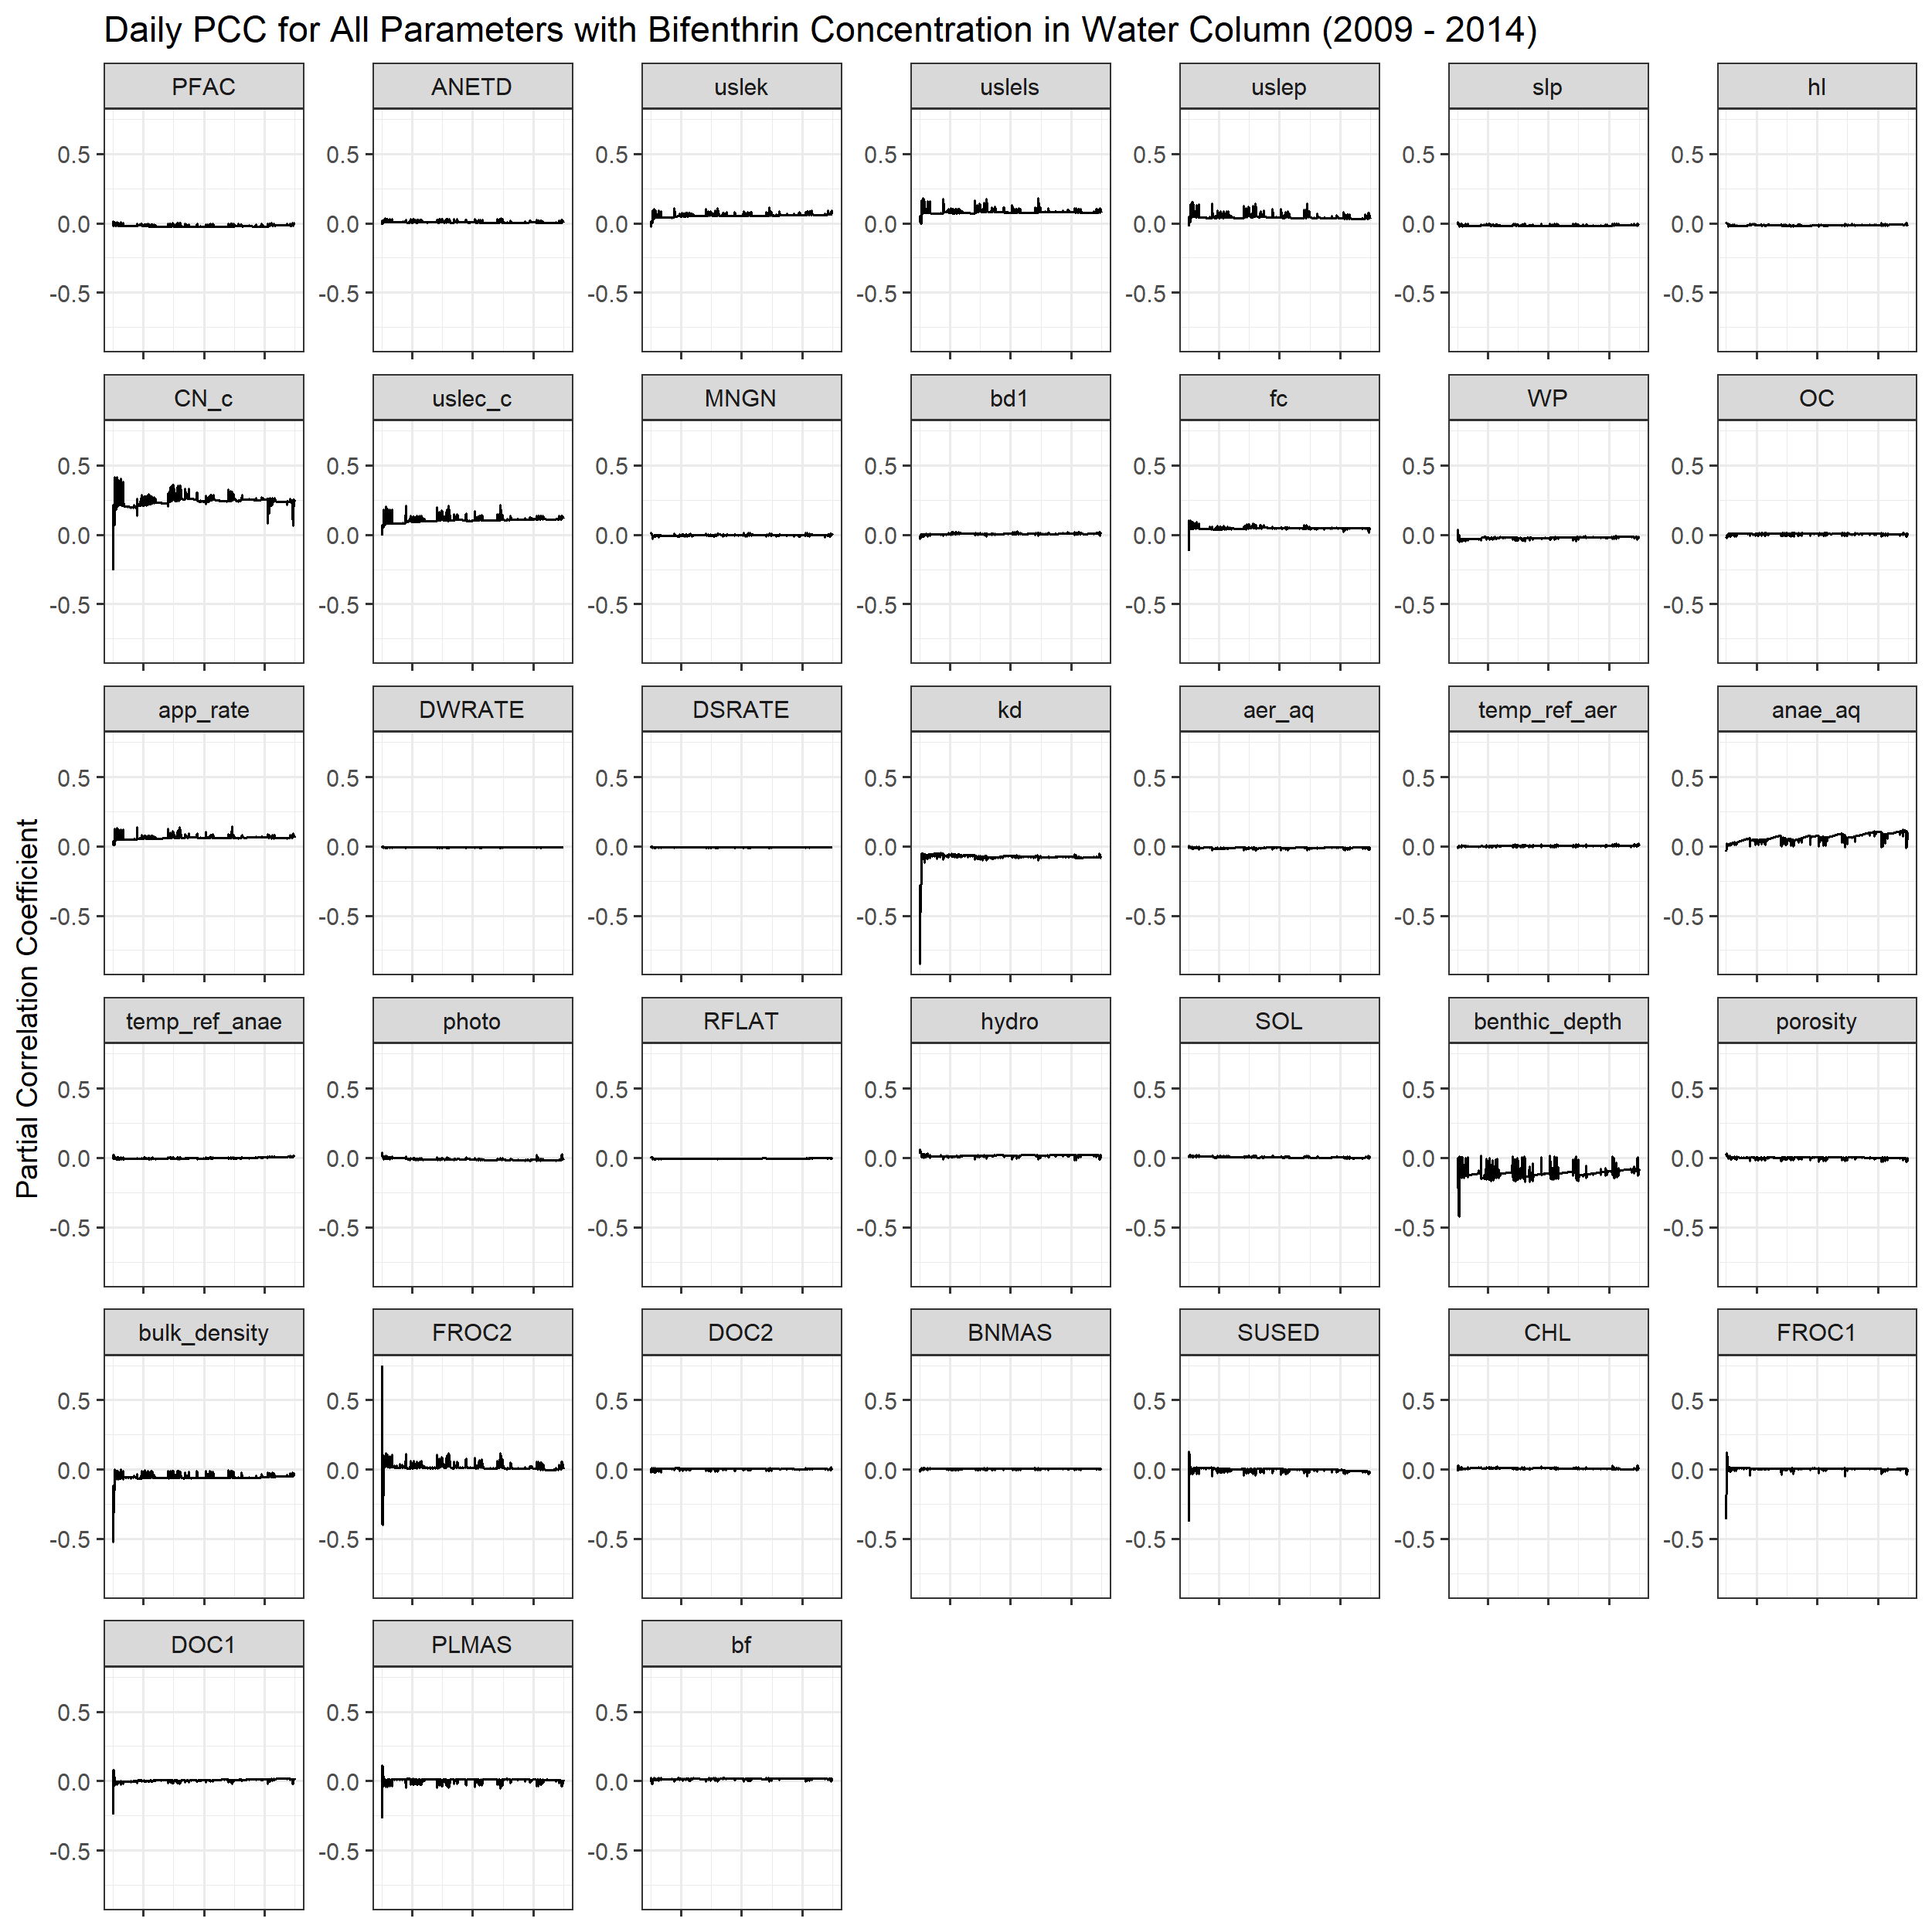 Daily PCC for All Parameters with Bifenthrin Concentration in Water Column (2009 - 2014)
Partial Correlation Coefficient
PFAC ANETD uslek uslels uslep slp hl
0.5 0.5 0.5 0.5 0.5 0.5 0.5
0.0 0.0 0.0 0.0 0.0 0.0 0.0
-0.5 -0.5 -0.5 -0.5 -0.5 -0.5 -0.5
CN_c uslec_c MNGN bd1 fc WP OC
0.5 0.5 0.5 0.5 0.5 0.5 0.5
0.0 0.0 0.0 0.0 0.0 0.0 0.0
-0.5 -0.5 -0.5 -0.5 -0.5 -0.5 -0.5
app_rate DWRATE DSRATE kd aer_aq temp_ref_aer anae_aq
0.5 0.5 0.5 0.5 0.5 0.5 0.5
0.0 0.0 0.0 0.0 0.0 0.0 0.0
-0.5 -0.5 -0.5 -0.5 -0.5 -0.5 -0.5
temp_ref_anae photo RFLAT hydro SOL benthic_depth porosity
0.5 0.5 0.5 0.5 0.5 0.5 0.5
0.0 0.0 0.0 0.0 0.0 0.0 0.0
-0.5 -0.5 -0.5 -0.5 -0.5 -0.5 -0.5
bulk_density FROC2 DOC2 BNMAS SUSED CHL FROC1
0.5 0.5 0.5 0.5 0.5 0.5 0.5
0.0 0.0 0.0 0.0 0.0 0.0 0.0
-0.5 -0.5 -0.5 -0.5 -0.5 -0.5 -0.5
DOC1 PLMAS bf
0.5 0.5 0.5
0.0 0.0 0.0
-0.5 -0.5 -0.5